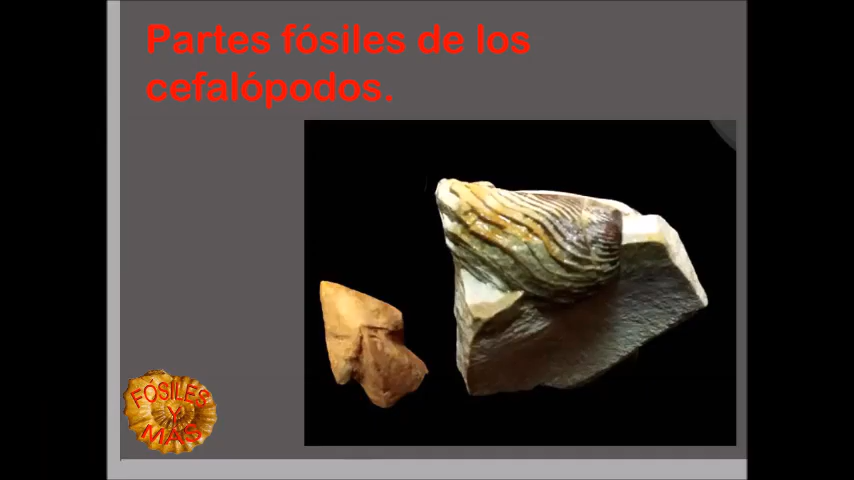 Partes fósiles de los
cefalópodos.
FÓSILES
Y
MÁS